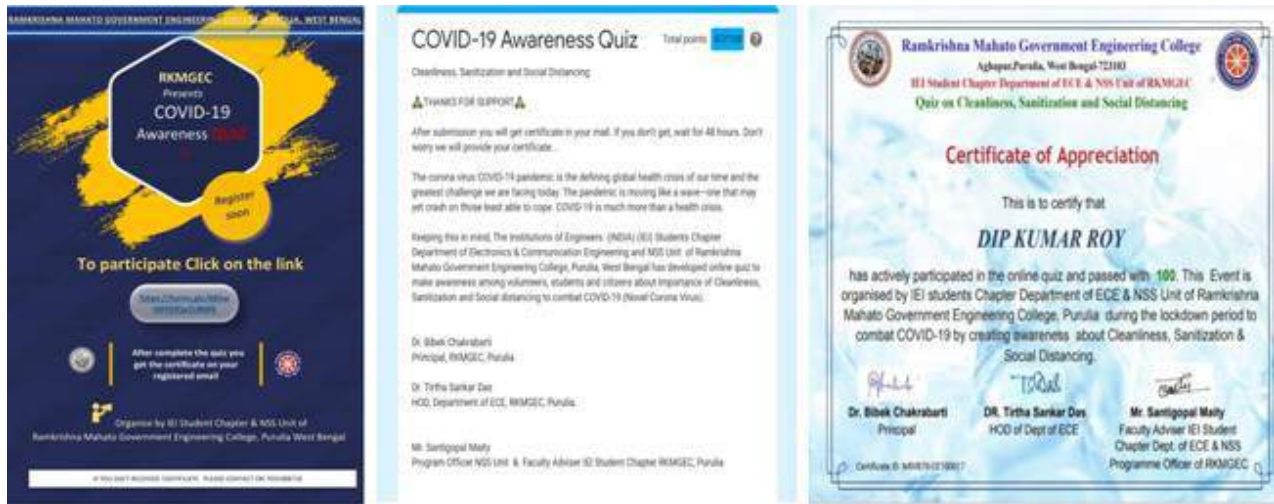 RAMKRISHNA MAHATO GOVERNMENT ENGINEERING COLLEGE, PURULIA, WEST BENGAL
RKMGEC
Presents
COVID-19
Awareness QUIZ
Register
soon
To participate Click on the link
After complete the quiz you
get the certificate on your
registered email
Organise by IEI Student Chapter & NSS Unit of
Ramkrishna Mahato Government Engineering College, Purulia West Bengal
COVID-19 Awareness Quiz
Total points
Cleanliness, Sanitization and Social Distancing
THANKS FOR SUPPORT
After submission you will get certificate in your mail. If you don't get, wait for 48 hours. Don't
worry we will provide your certificate...
The corona virus COVID-19 pandemic is the defining global health crisis of our time and the
greatest challenge we are facing today. The pandemic is moving like a wave—one that may
yet crash on those least able to cope. COVID-19 is much more than a health crisis.
Keeping this in mind, The Institutions of Engineers (INDIA) (IEI) Students Chapter
Department of Electronics & Communication Engineering and NSS Unit of Ramkrishna
Mahato Government Engineering College, Purulia, West Bengal has developed online quiz to
make awareness among volunteers, students and citizens about Importance of Cleanliness,
Sanitization and Social distancing to combat COVID-19 (Novel Corona Virus).
Dr. Bibek Chakrabarti
Principal, RKMGEC, Purulia
Dr. Tirtha Sankar Das
HOD, Department of ECE, RKMGEC, Purulia.
Mr. Santigopal Maity
Program Officer NSS Unit & Faculty Adviser IEI Student Chapter RKMGEC, Purulia
Ramkrishna Mahato Government Engineering College
Aghapur, Purulia, West Bengal-723103
IEI Student Chapter Department of ECE & NSS Unit of RKMGEC
Quiz on Cleanliness, Sanitization and Social Distancing
Certificate of Appreciation
This is to certify that
DIP KUMAR ROY
has actively participated in the online quiz and passed with 100. This Event is
organised by IEI students Chapter Department of ECE & NSS Unit of Ramkrishna
Mahato Government Engineering College, Purulia during the lockdown period to
combat COVID-19 by creating awareness about Cleanliness, Sanitization &
Social Distancing.
Dr. Bibek Chakrabarti
Principal
DR. Tirtha Sankar Das
HOD of Dept of ECE
Mr. Santigopal Maity
Faculty Adviser IEI Student
Chapter Dept. of ECE & NSS
Programme Officer of RKMGEC
Certificate ID